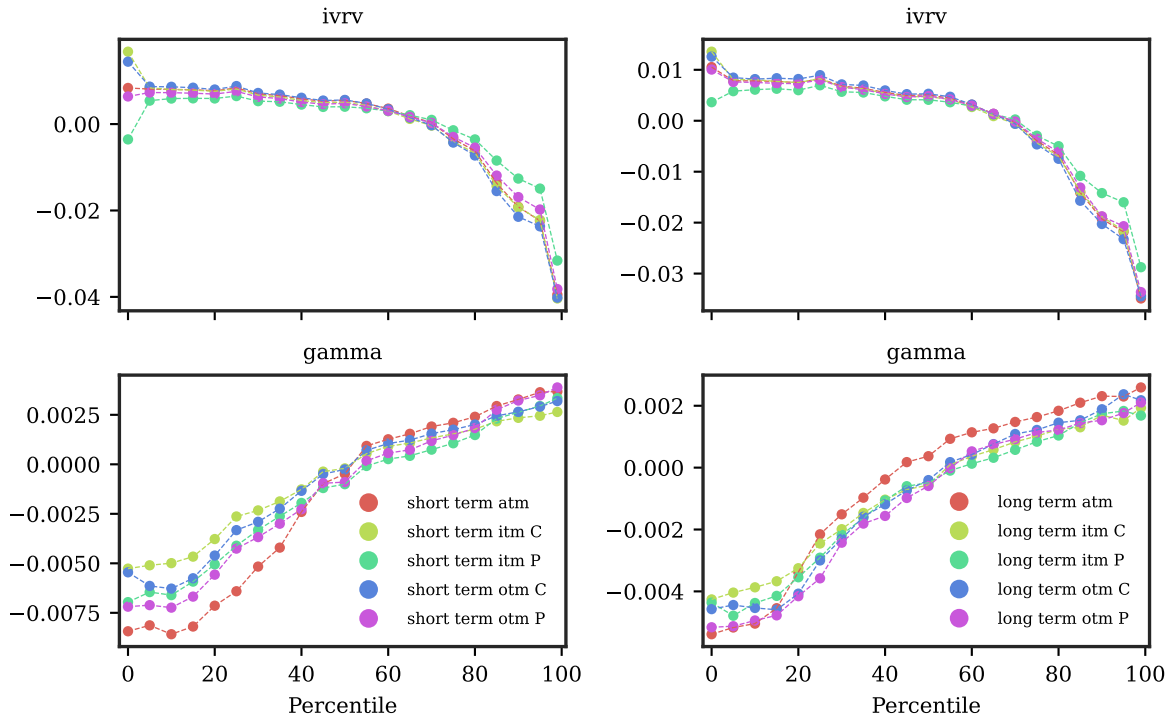 ivrv
0.00
−0.02
−0.04
ivrv
0.01
0.00
−0.01
−0.02
−0.03
gamma
0.0025
0.0000
−0.0025
−0.0050
−0.0075
short term atm
short term itm C
short term itm P
short term otm C
short term otm P
0 20 40 60 80 100
Percentile
gamma
0.002
0.000
−0.002
−0.004
long term atm
long term itm C
long term itm P
long term otm C
long term otm P
0 20 40 60 80 100
Percentile